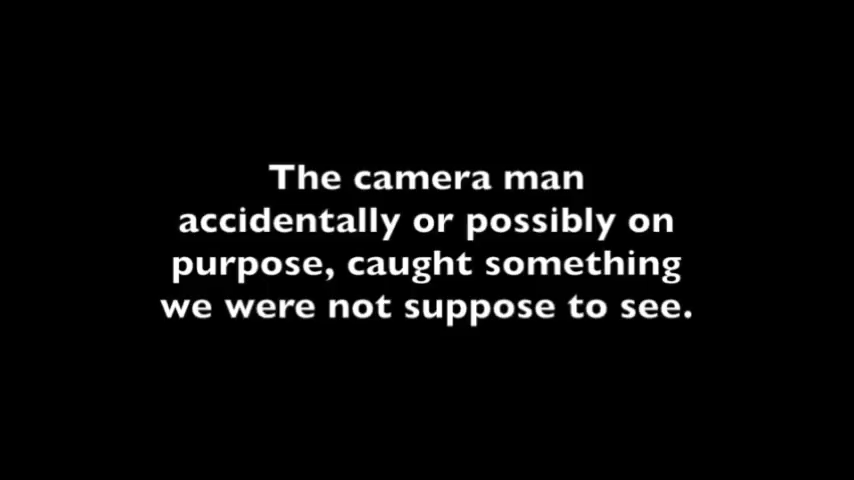 The camera man
accidentally or possibly on
purpose, caught something
we were not suppose to see.